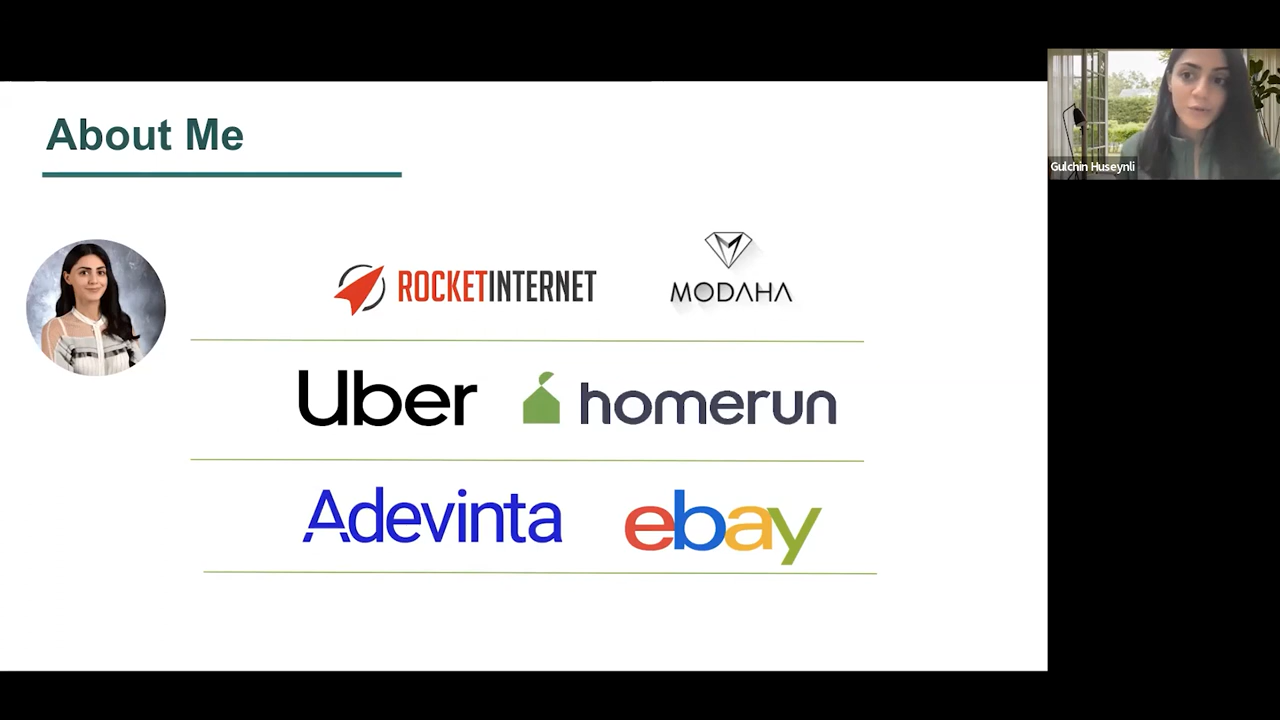 About Me
Gulchin Huseynli
ROCKETINTERNET
MODAHA
Uber
homerun
Adevinta
ebay